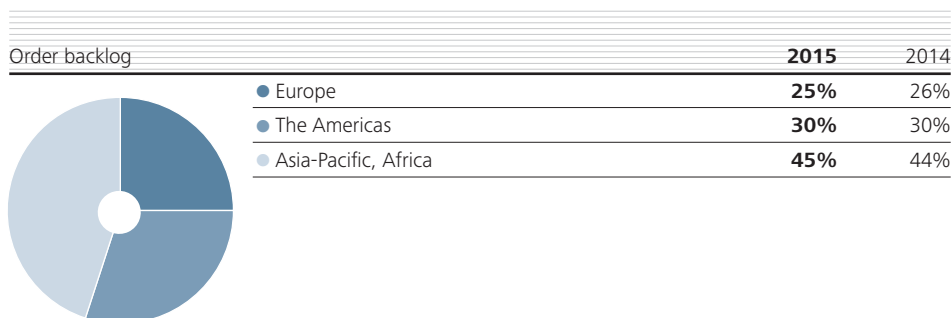 Order backlog 2015 2014
Europe 25% 26%
The Americas 30% 30%
Asia-Pacific, Africa 45% 44%